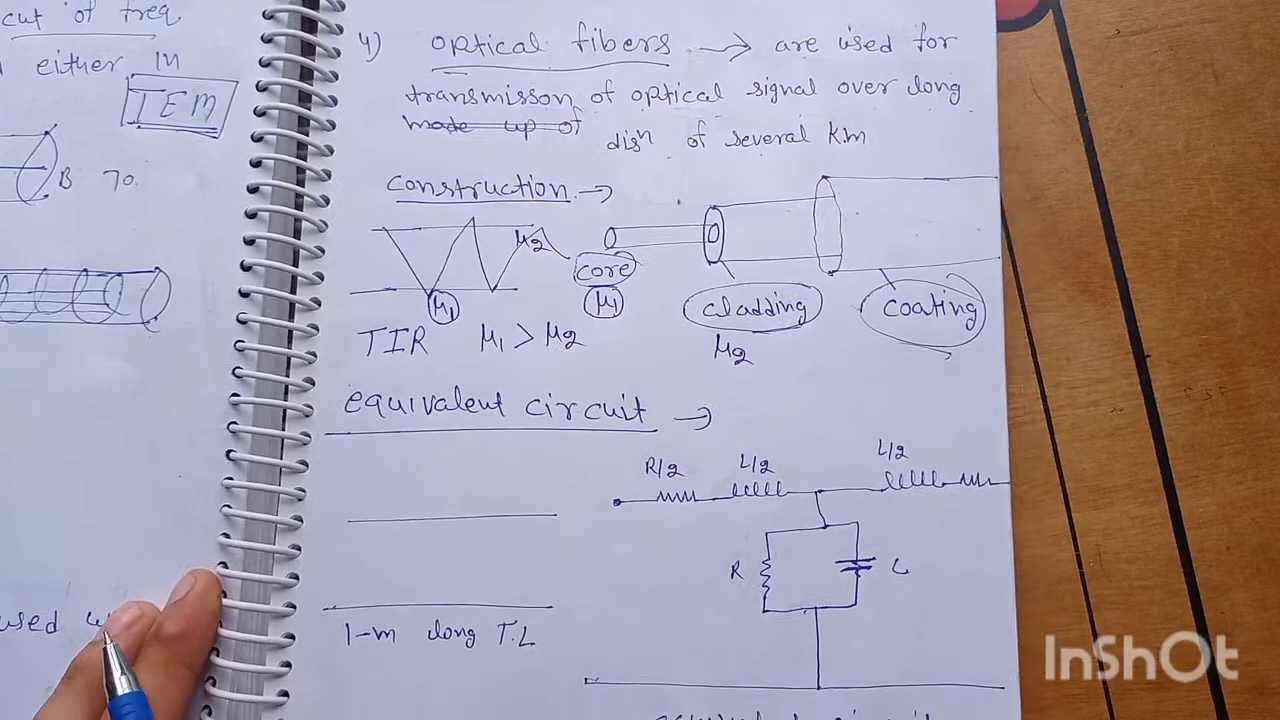 cut of freq
either in
TEM
B 70.
used
4) optical fibers → are used for
transmisson of optical signal over long
made up of disⁿ of several Km
construction →
μ2
core
μ1
μ1
cladding
coating
TIR μ1 > μ2
μ2
equivalent circuit →
R/2 L/2 L/2
R
1-m long T.L
InShOt